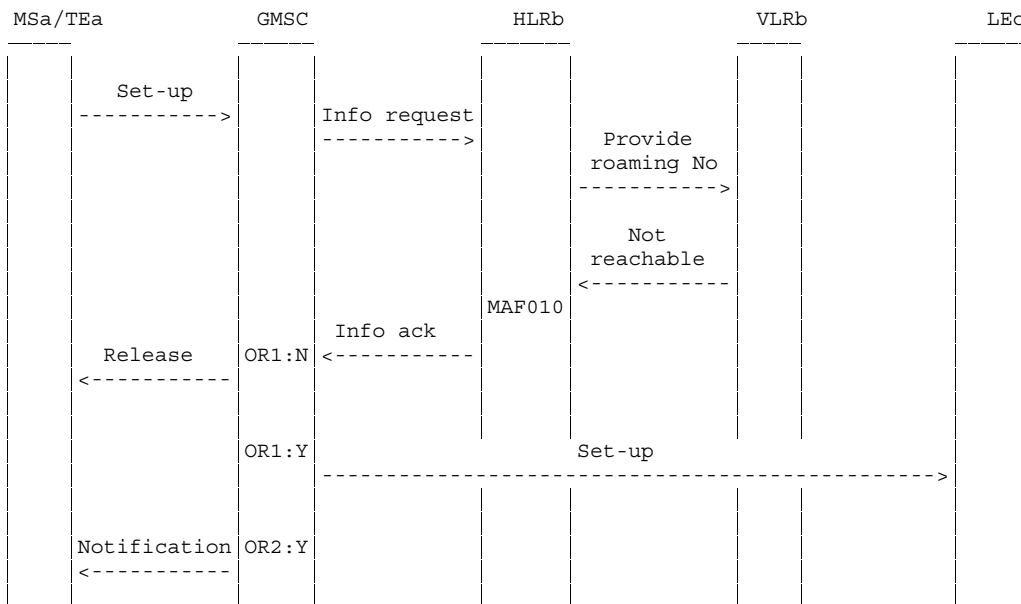 MSa/TEa GMSC HLRb VLRb LEc
Set-up
----------->
Info request
----------->
Provide
roaming No
----------->
Not
reachable
<-----------
MAF010
Info ack
Release OR1:N <-----------
<-----------
OR1:Y Set-up
------------------------------------------------>
Notification OR2:Y
<-----------